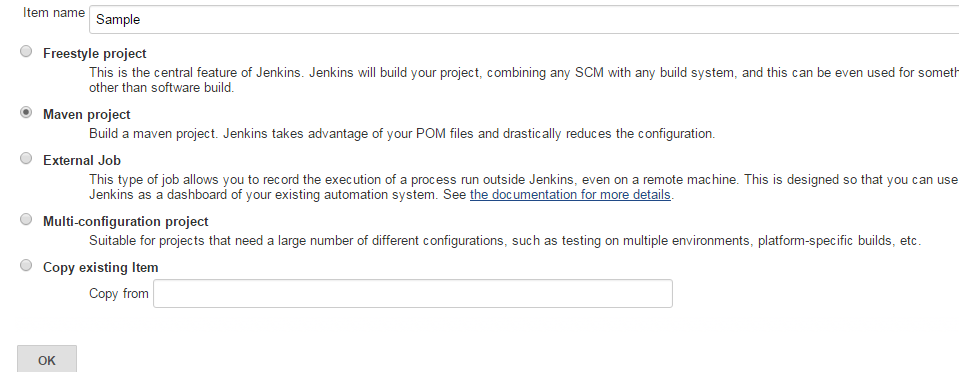 Item name Sample
Freestyle project
This is the central feature of Jenkins. Jenkins will build your project, combining any SCM with any build system, and this can be even used for someth
other than software build.
Maven project
Build a maven project. Jenkins takes advantage of your POM files and drastically reduces the configuration.
External Job
This type of job allows you to record the execution of a process run outside Jenkins, even on a remote machine. This is designed so that you can use
Jenkins as a dashboard of your existing automation system. See the documentation for more details.
Multi-configuration project
Suitable for projects that need a large number of different configurations, such as testing on multiple environments, platform-specific builds, etc.
Copy existing Item
Copy from
OK